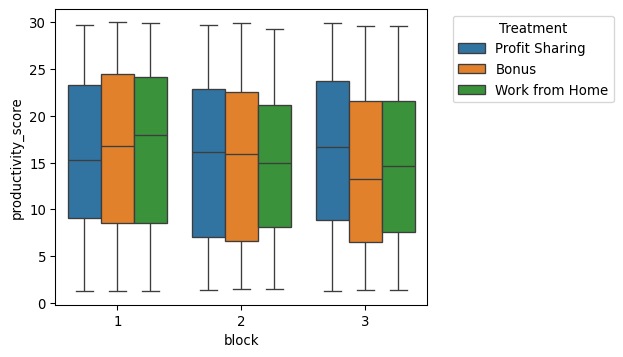 30
25
20
15
10
5
0
productivity_score
1
2
3
block
Treatment
Profit Sharing
Bonus
Work from Home